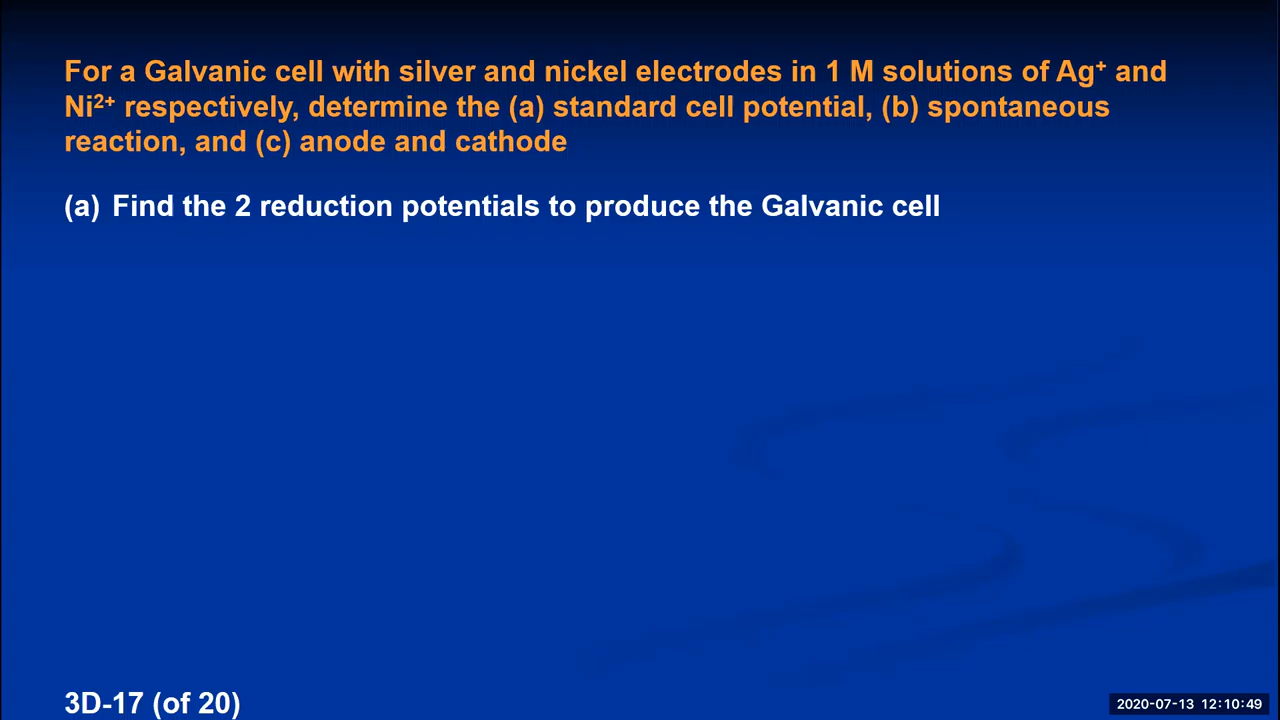 For a Galvanic cell with silver and nickel electrodes in 1 M solutions of Ag⁺ and
Ni²⁺ respectively, determine the (a) standard cell potential, (b) spontaneous
reaction, and (c) anode and cathode
(a) Find the 2 reduction potentials to produce the Galvanic cell
3D-17 (of 20)
2020-07-13 12:10:49